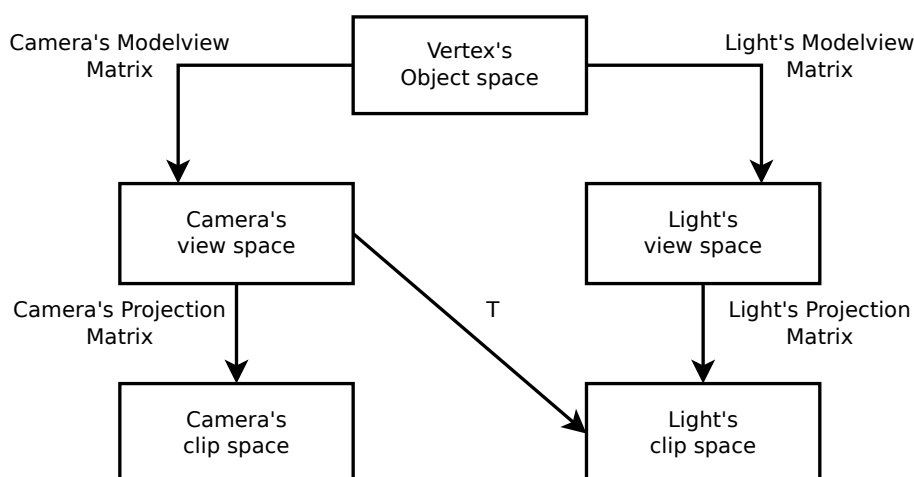 Camera's Modelview
Matrix
Vertex's
Object space
Light's Modelview
Matrix
Camera's
view space
Light's
view space
Camera's Projection
Matrix
T
Light's Projection
Matrix
Camera's
clip space
Light's
clip space